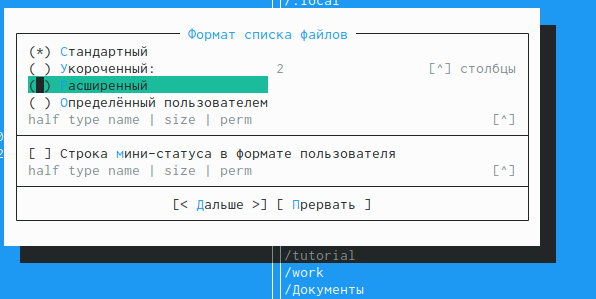 /.local
Формат списка файлов
(*) Стандартный
( ) Укороченный: 2 [^] столбцы
( ) Расширенный
( ) Определённый пользователем
half type name | size | perm [^]
[ ] Строка мини-статуса в формате пользователя
half type name | size | perm [^]
[< Дальше >] [ Прервать ]
/tutorial
/work
/Документы